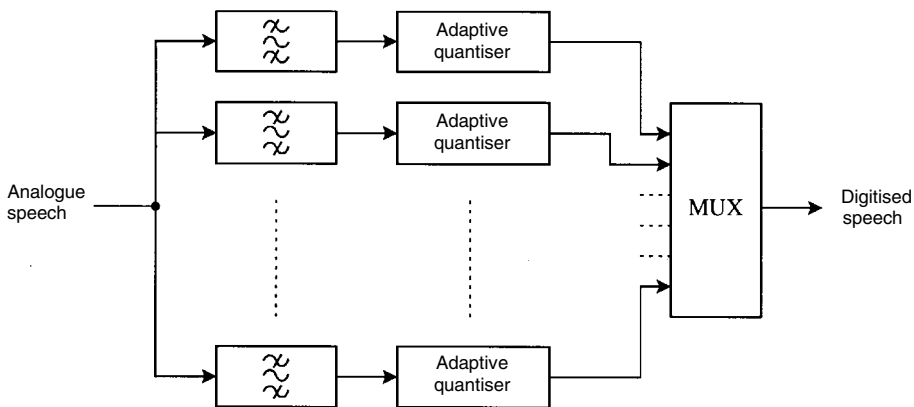 Adaptive
quantiser
Adaptive
quantiser
Analogue
speech
MUX
Digitised
speech
Adaptive
quantiser